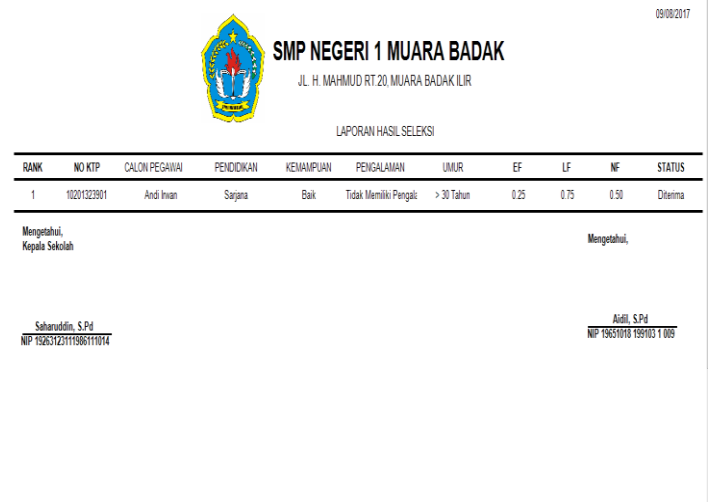 09/08/2017
SMP NEGERI 1 MUARA BADAK
JL. H. MAHMUD RT.20, MUARA BADAK ILIR
LAPORAN HASIL SELEKSI
RANK NO KTP CALON PEGAWAI PENDIDIKAN KEMAMPUAN PENGALAMAN UMUR EF LF NF STATUS
1 10201323901 Andi Irwan Sarjana Baik Tidak Memiliki Pengala > 30 Tahun 0.25 0.75 0.50 Diterima
Mengetahui,
Kepala Sekolah
Mengetahui,
Saharuddin, S.Pd
NIP 19263123111986111014
Aidil, S.Pd
NIP 19651018 199103 1 009